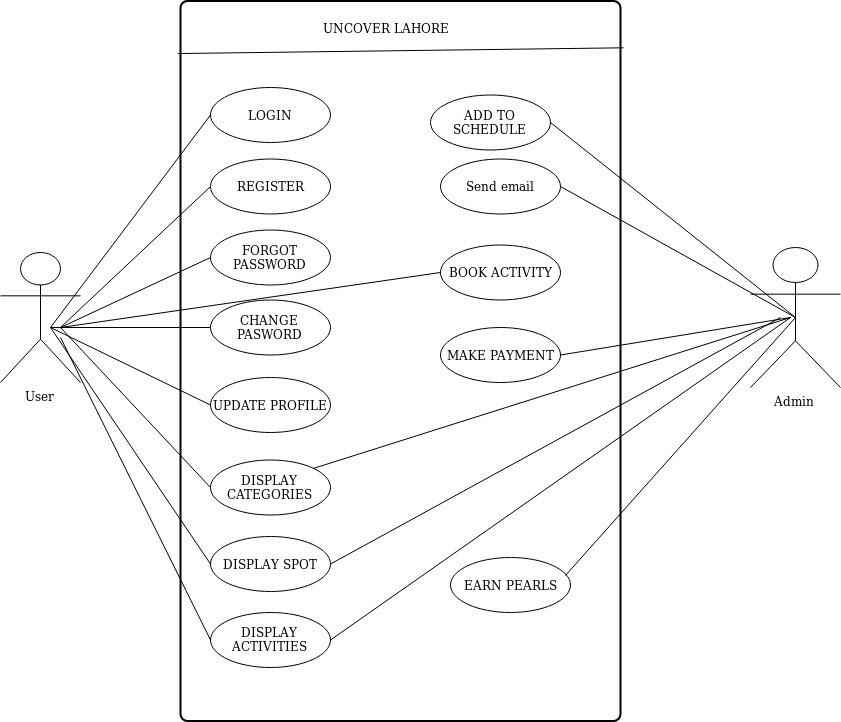 UNCOVER LAHORE
LOGIN
REGISTER
FORGOT
PASSWORD
CHANGE
PASWORD
UPDATE PROFILE
DISPLAY
CATEGORIES
DISPLAY SPOT
DISPLAY
ACTIVITIES
ADD TO
SCHEDULE
Send email
BOOK ACTIVITY
MAKE PAYMENT
EARN PEARLS
User
Admin